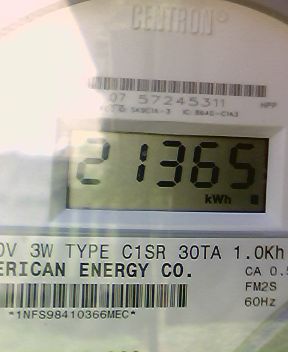 CENTRON®
07 57245311 HPP
21365
kWh
0V 3W TYPE C1SR 30TA 1.0Kh
ERICAN ENERGY CO. CA 0.5
FM2S
*1NFS98410366MEC* 60Hz